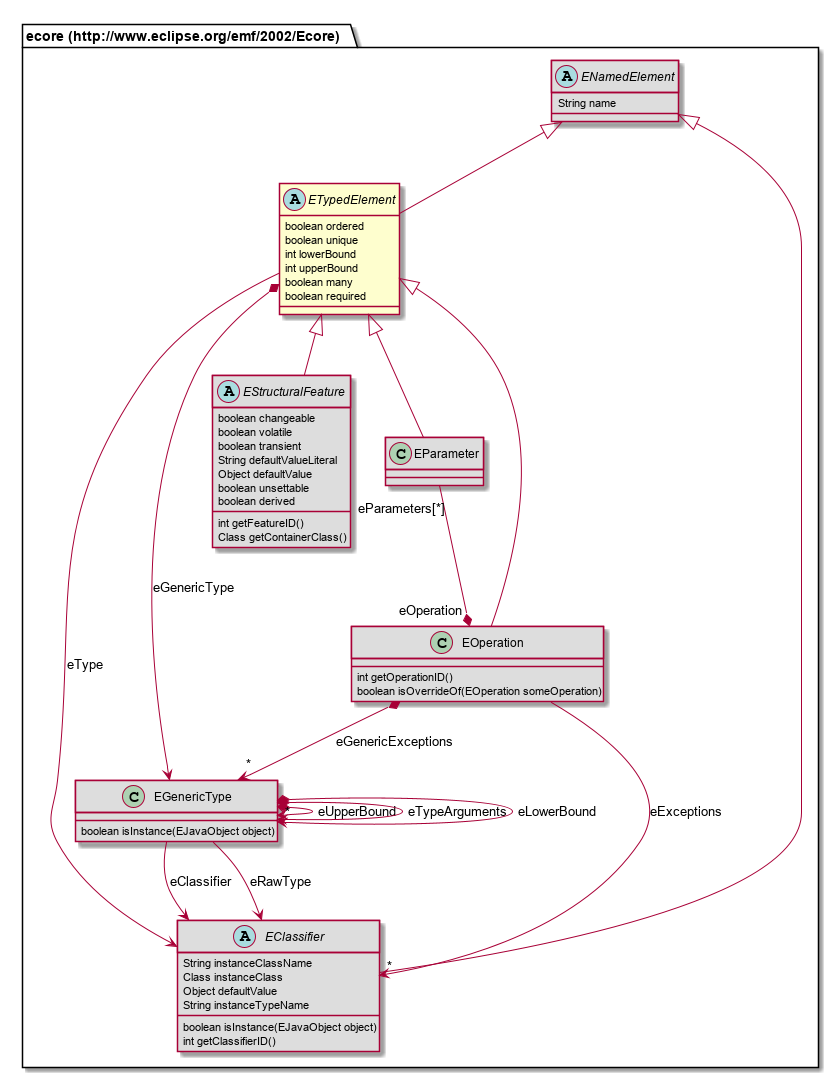 ecore (http://www.eclipse.org/emf/2002/Ecore)
A ENamedElement
String name
A ETypedElement
boolean ordered
boolean unique
int lowerBound
int upperBound
boolean many
boolean required
A EStructuralFeature
boolean changeable
boolean volatile
boolean transient
String defaultValueLiteral
Object defaultValue
boolean unsettable
boolean derived
int getFeatureID()
Class getContainerClass()
C EParameter
eParameters[*]
eGenericType
eOperation
C EOperation
int getOperationID()
boolean isOverrideOf(EOperation someOperation)
eType
eGenericExceptions
*
C EGenericType
boolean isInstance(EJavaObject object)
* eUpperBound
eTypeArguments
eLowerBound
eExceptions
eClassifier
eRawType
A EClassifier
String instanceClassName
Class instanceClass
Object defaultValue
String instanceTypeName
boolean isInstance(EJavaObject object)
int getClassifierID()
*